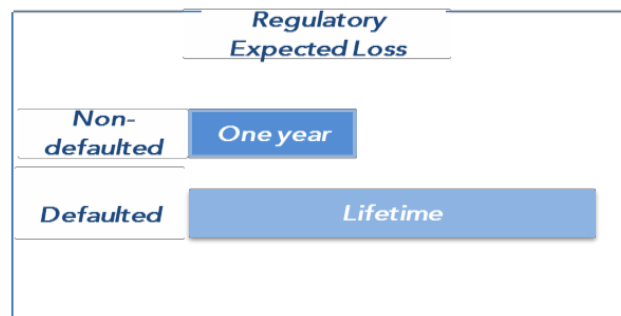 Regulatory
Expected Loss
Non-
defaulted
One year
Defaulted
Lifetime